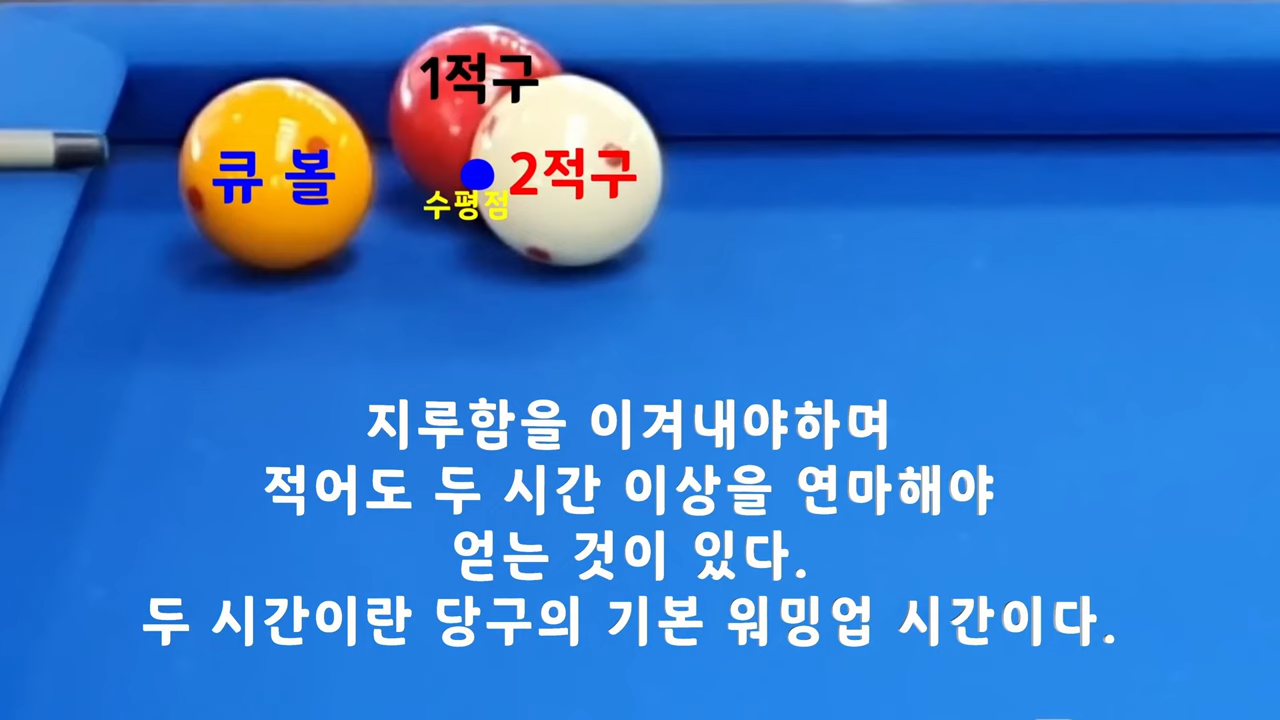 1적구
큐 볼
2적구
수평점
지루함을 이겨내야하며
적어도 두 시간 이상을 연마해야
얻는 것이 있다.
두 시간이란 당구의 기본 워밍업 시간이다.